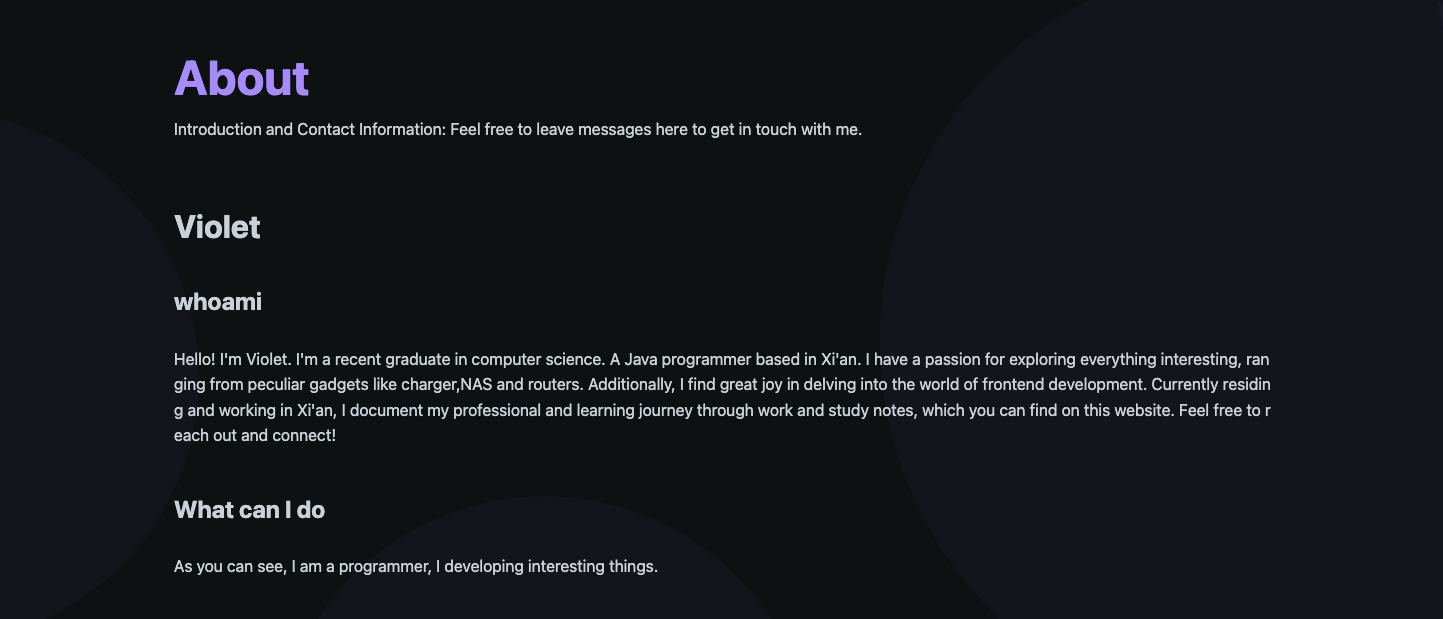 About
Introduction and Contact Information: Feel free to leave messages here to get in touch with me.
Violet
whoami
Hello! I'm Violet. I'm a recent graduate in computer science. A Java programmer based in Xi'an. I have a passion for exploring everything interesting, ran
ging from peculiar gadgets like charger,NAS and routers. Additionally, I find great joy in delving into the world of frontend development. Currently residin
g and working in Xi'an, I document my professional and learning journey through work and study notes, which you can find on this website. Feel free to r
each out and connect!
What can I do
As you can see, I am a programmer, I developing interesting things.